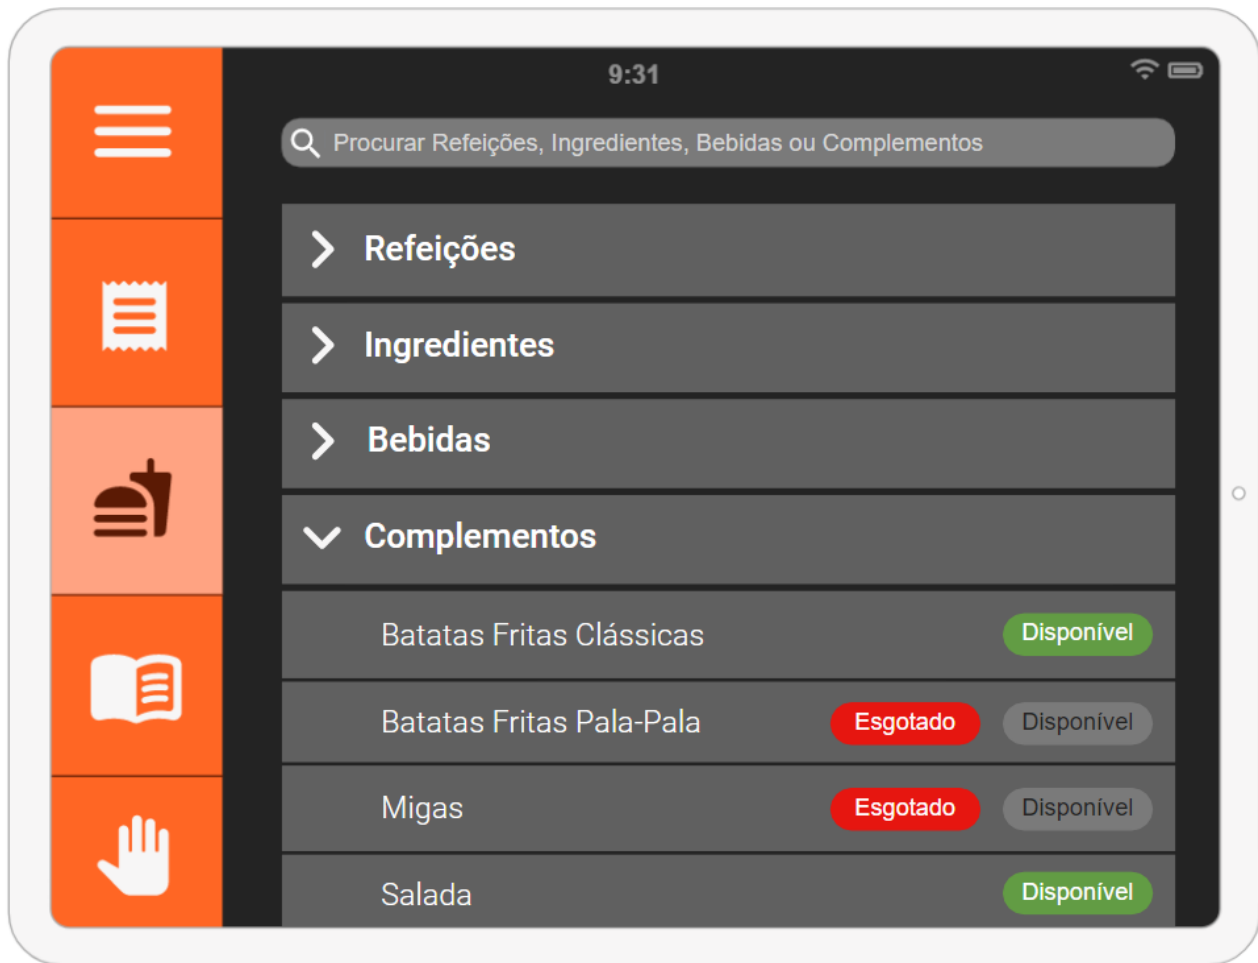 9:31
Procurar Refeições, Ingredientes, Bebidas ou Complementos
Refeições
Ingredientes
Bebidas
Complementos
Batatas Fritas Clássicas Disponível
Batatas Fritas Pala-Pala Esgotado Disponível
Migas Esgotado Disponível
Salada Disponível